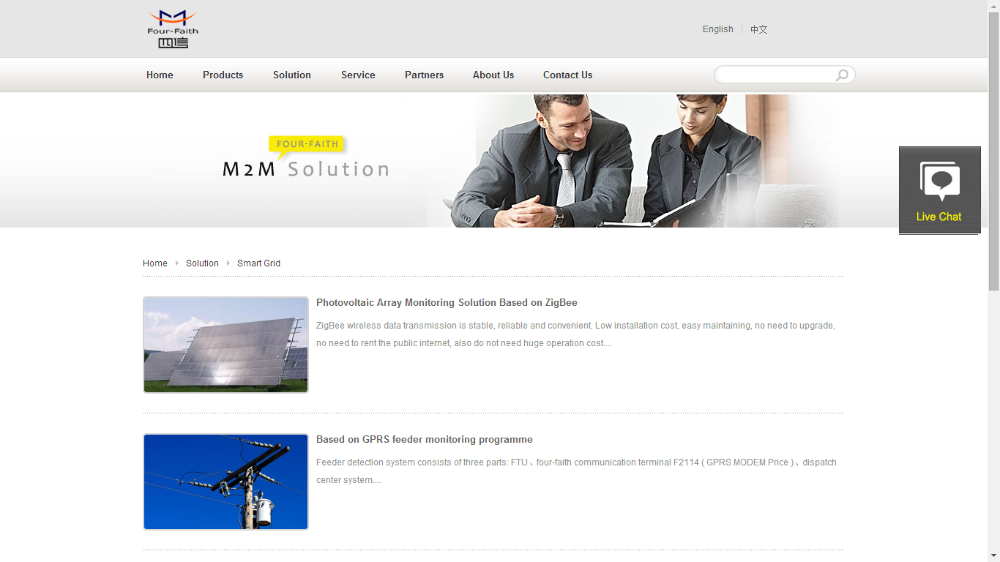 Four-Faith
四信
English
中文
Home
Products
Solution
Service
Partners
About Us
Contact Us
FOUR-FAITH
M2M Solution
Live Chat
Home Solution Smart Grid
Photovoltaic Array Monitoring Solution Based on ZigBee
ZigBee wireless data transmission is stable, reliable and convenient. Low installation cost, easy maintaining, no need to upgrade,
no need to rent the public internet, also do not need huge operation cost....
Based on GPRS feeder monitoring programme
Feeder detection system consists of three parts: FTU、four-faith communication terminal F2114 ( GPRS MODEM Price )、dispatch
center system....